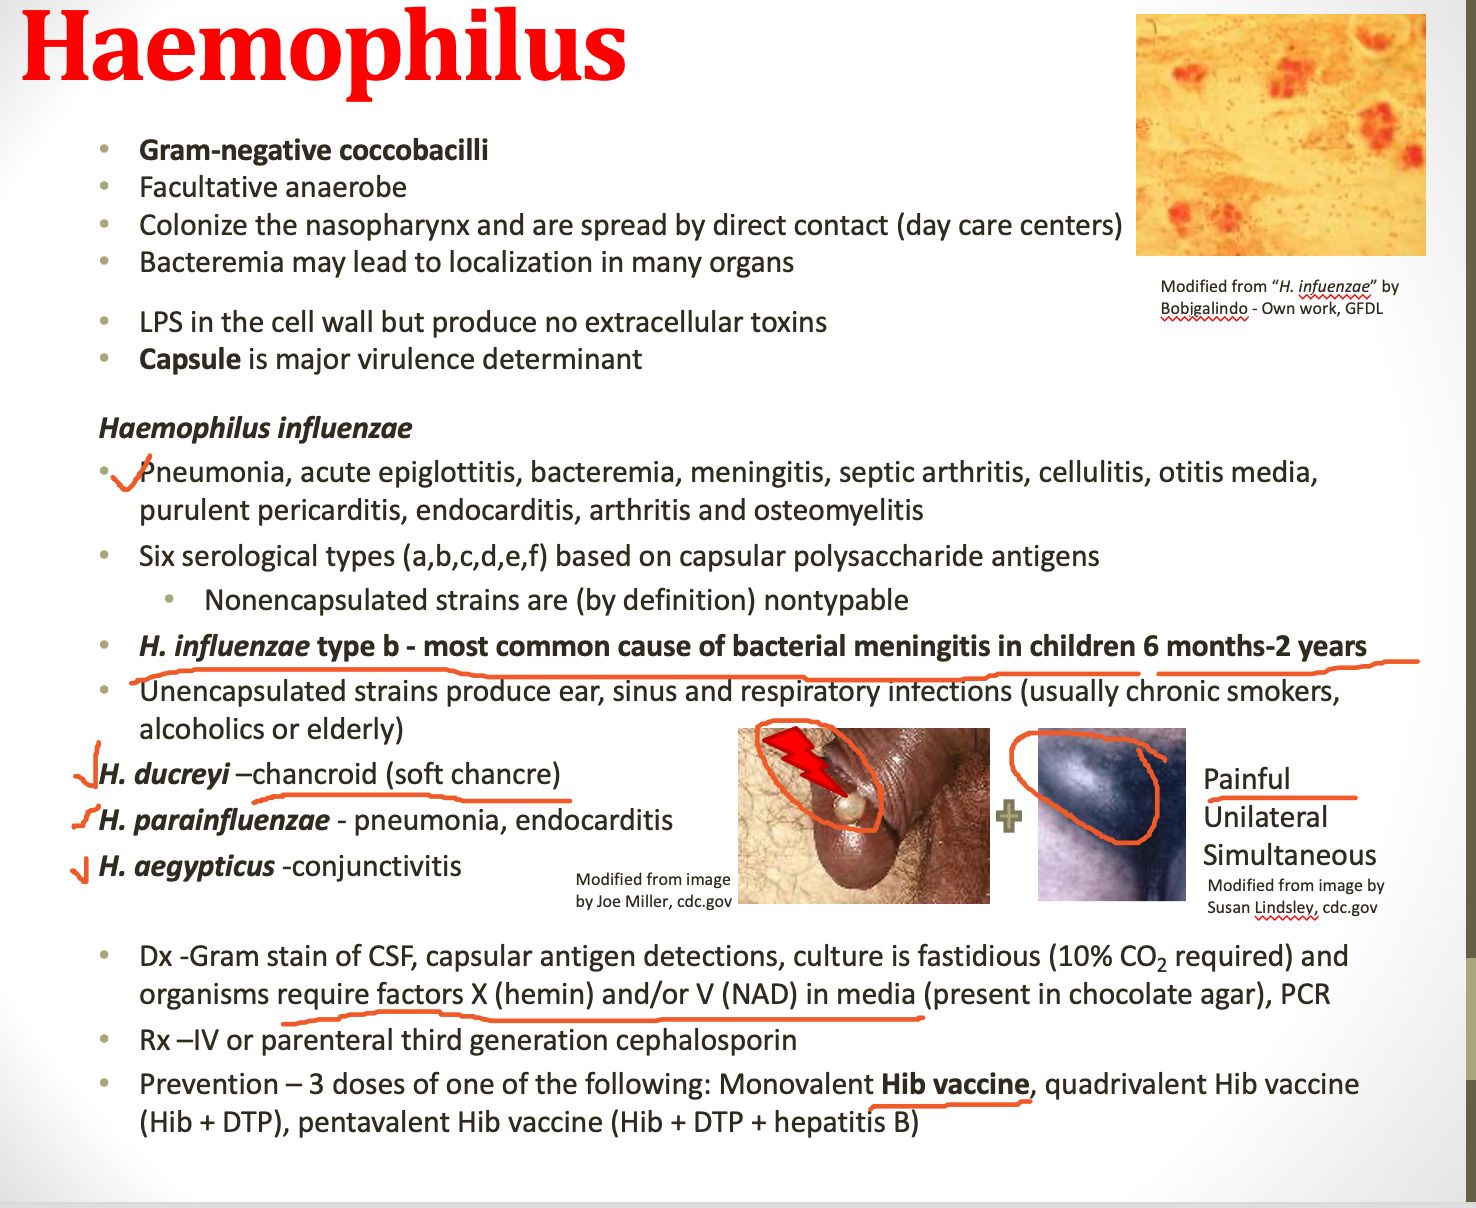 Haemophilus
• Gram-negative coccobacilli
• Facultative anaerobe
• Colonize the nasopharynx and are spread by direct contact (day care centers)
• Bacteremia may lead to localization in many organs
Modified from “H. infuenzae” by
Bobjgalindo - Own work, GFDL
• LPS in the cell wall but produce no extracellular toxins
• Capsule is major virulence determinant
Haemophilus influenzae
• Pneumonia, acute epiglottitis, bacteremia, meningitis, septic arthritis, cellulitis, otitis media,
purulent pericarditis, endocarditis, arthritis and osteomyelitis
• Six serological types (a,b,c,d,e,f) based on capsular polysaccharide antigens
• Nonencapsulated strains are (by definition) nontypable
• H. influenzae type b - most common cause of bacterial meningitis in children 6 months-2 years
• Unencapsulated strains produce ear, sinus and respiratory infections (usually chronic smokers,
alcoholics or elderly)
H. ducreyi –chancroid (soft chancre)
H. parainfluenzae - pneumonia, endocarditis
H. aegypticus -conjunctivitis
Modified from image
by Joe Miller, cdc.gov
Painful
Unilateral
Simultaneous
Modified from image by
Susan Lindsley, cdc.gov
• Dx -Gram stain of CSF, capsular antigen detections, culture is fastidious (10% CO₂ required) and
organisms require factors X (hemin) and/or V (NAD) in media (present in chocolate agar), PCR
• Rx –IV or parenteral third generation cephalosporin
• Prevention – 3 doses of one of the following: Monovalent Hib vaccine, quadrivalent Hib vaccine
(Hib + DTP), pentavalent Hib vaccine (Hib + DTP + hepatitis B)